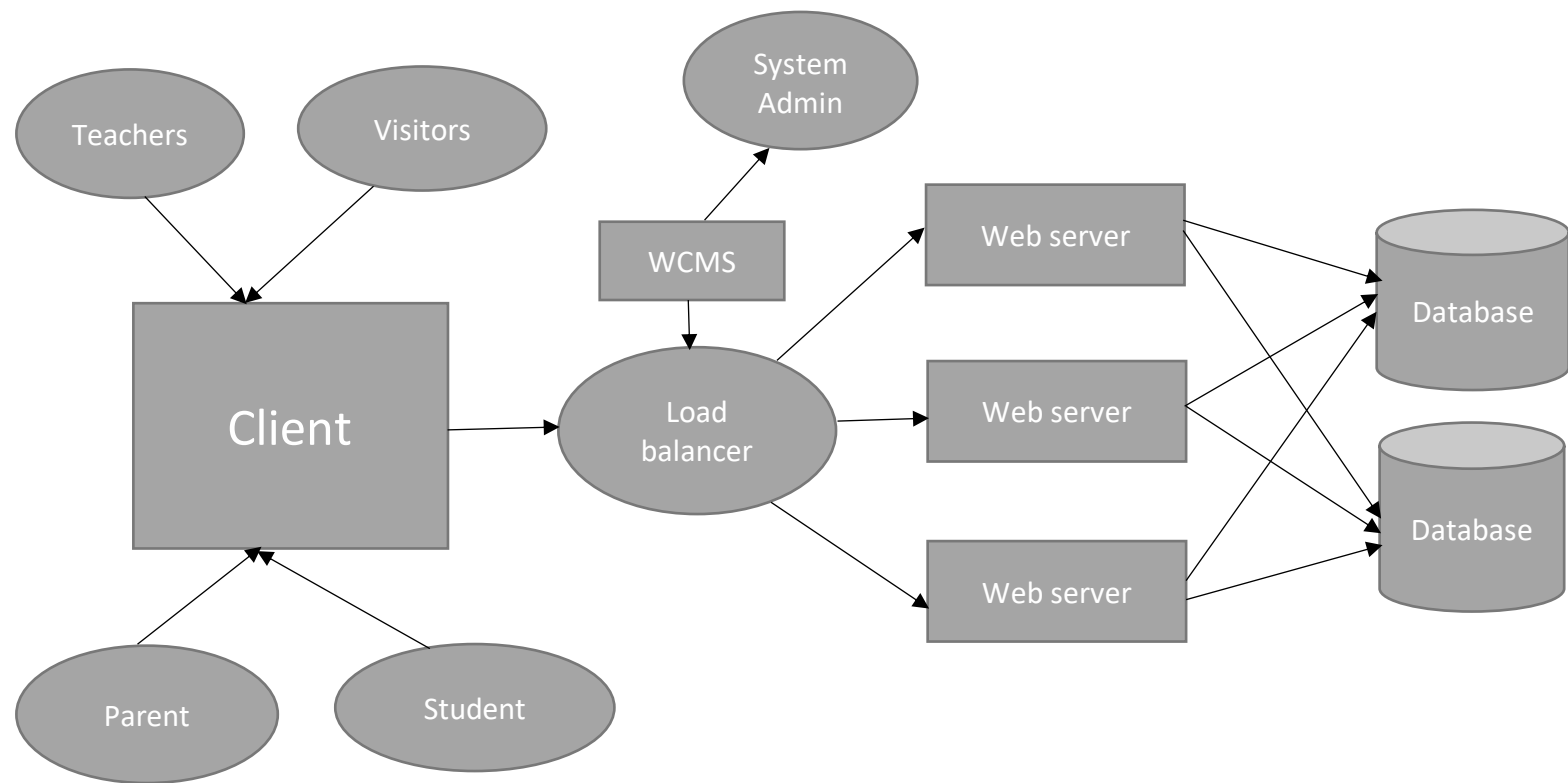 System
Admin
Teachers
Visitors
WCMS
Web server
Database
Client
Load
balancer
Web server
Database
Web server
Parent
Student